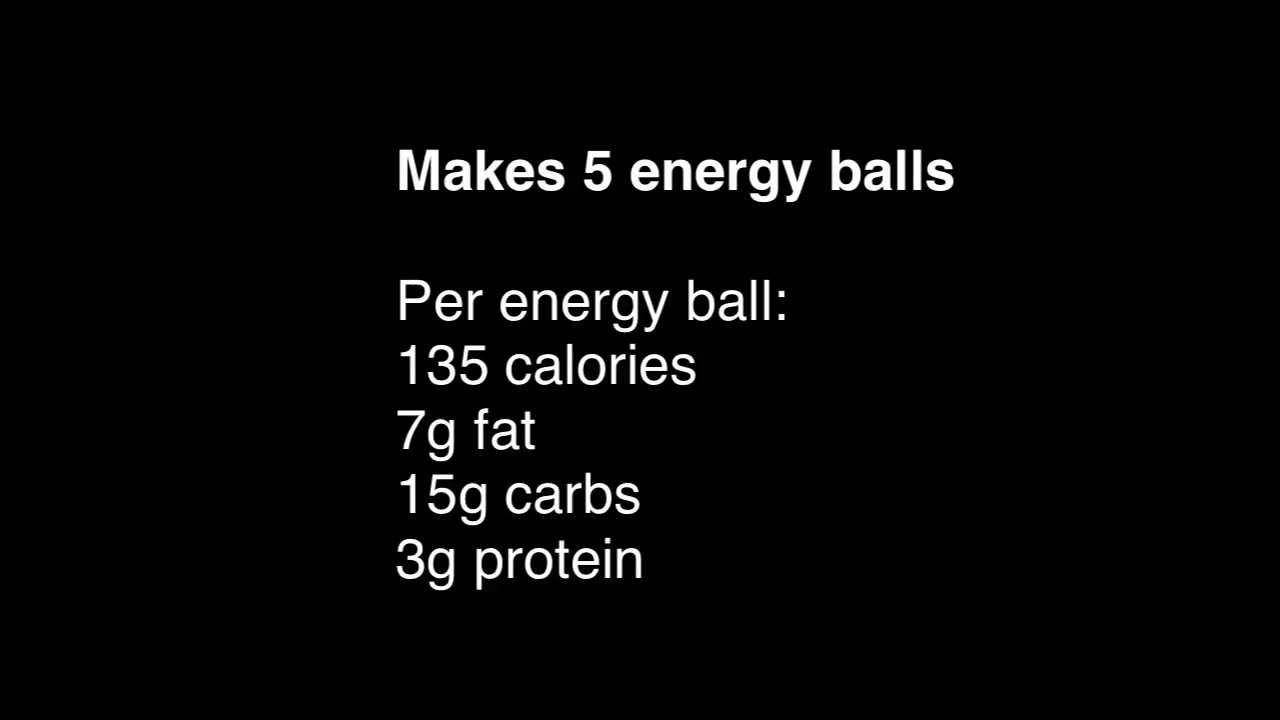 Makes 5 energy balls
Per energy ball:
135 calories
7g fat
15g carbs
3g protein